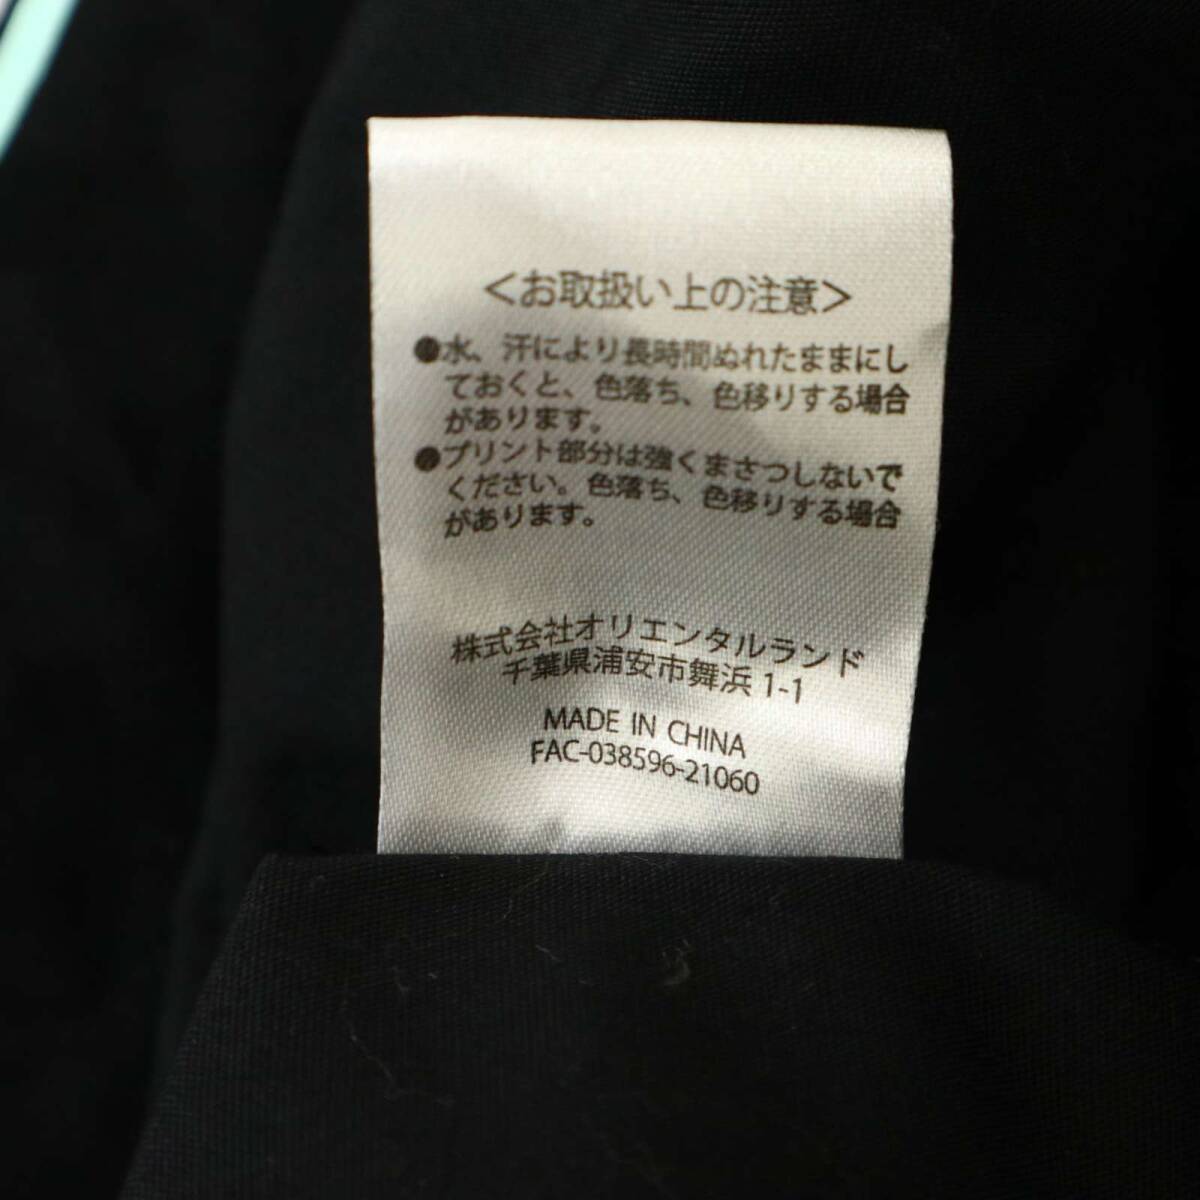 ＜お取扱い上の注意＞
●水、汗により長時間ぬれたままにし
ておくと、色落ち、色移りする場合
があります。
●プリント部分は強くまさつしないで
ください。色落ち、色移りする場合
があります。
株式会社オリエンタルランド
千葉県浦安市舞浜1-1
MADE IN CHINA
FAC-038596-21060